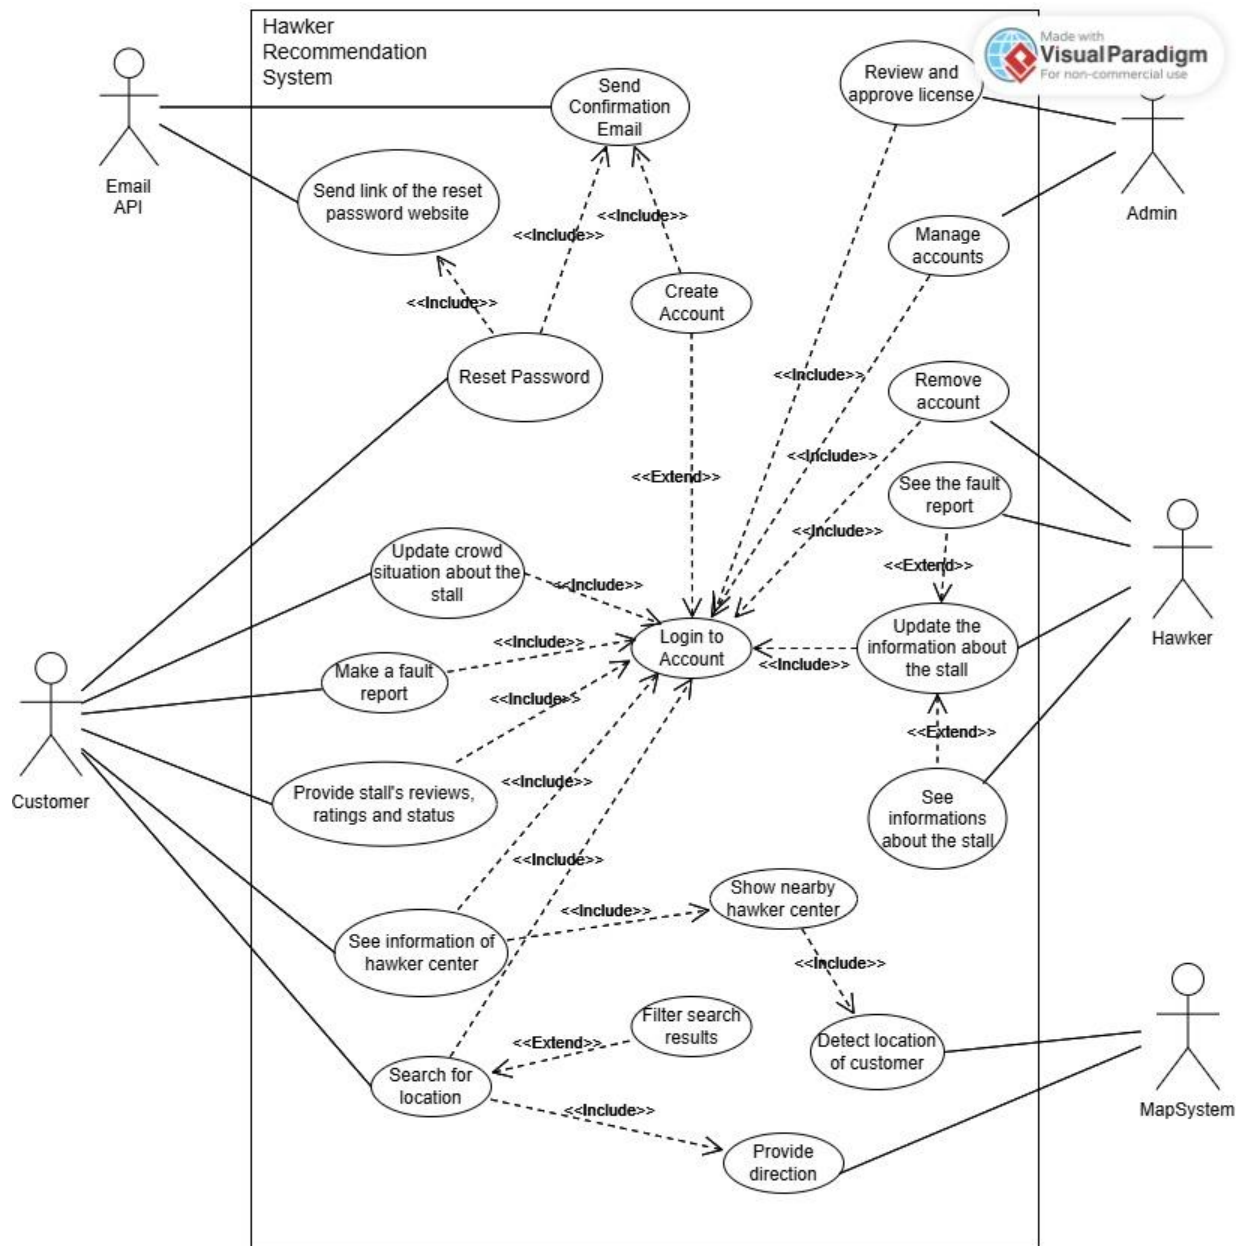 Hawker
Recommendation
System
Made with
Visual Paradigm
For non-commercial use
Review and
approve license
Send
Confirmation
Email
Email
API
Send link of the reset
password website
Admin
<<Include>>
<<Include>>
Manage
accounts
<<Include>>
Create
Account
Reset Password
<<Include>>
Remove
account
<<Include>>
<<Extend>>
See the fault
report
<<Include>>
Update crowd
situation about the
stall
<<Include>>
<<Extend>>
Hawker
Login to
Account
<<Include>>
Update the
information about
the stall
<<Include>>
Make a fault
report
<<Include>>
<<Extend>>
Customer
Provide stall's reviews,
ratings and status
<<Include>>
See
informations
about the stall
<<Include>>
Show nearby
hawker center
<<Include>>
See information of
hawker center
<<Include>>
Filter search
results
<<Extend>>
Detect location
of customer
Search for
location
<<Include>>
MapSystem
Provide
direction